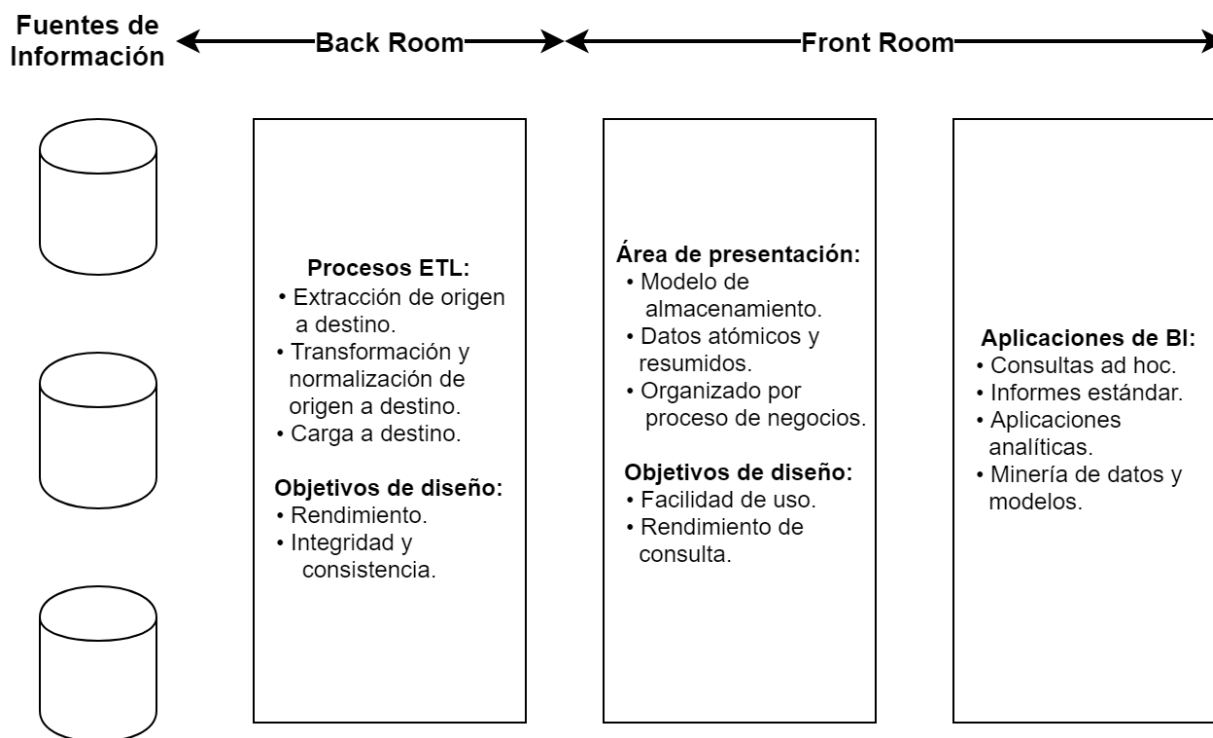 Fuentes de
Información
Back Room
Front Room
Procesos ETL:
• Extracción de origen
a destino.
• Transformación y
normalización de
origen a destino.
• Carga a destino.
Objetivos de diseño:
• Rendimiento.
• Integridad y
consistencia.
Área de presentación:
• Modelo de
almacenamiento.
• Datos atómicos y
resumidos.
• Organizado por
proceso de negocios.
Objetivos de diseño:
• Facilidad de uso.
• Rendimiento de
consulta.
Aplicaciones de BI:
• Consultas ad hoc.
• Informes estándar.
• Aplicaciones
analíticas.
• Minería de datos y
modelos.